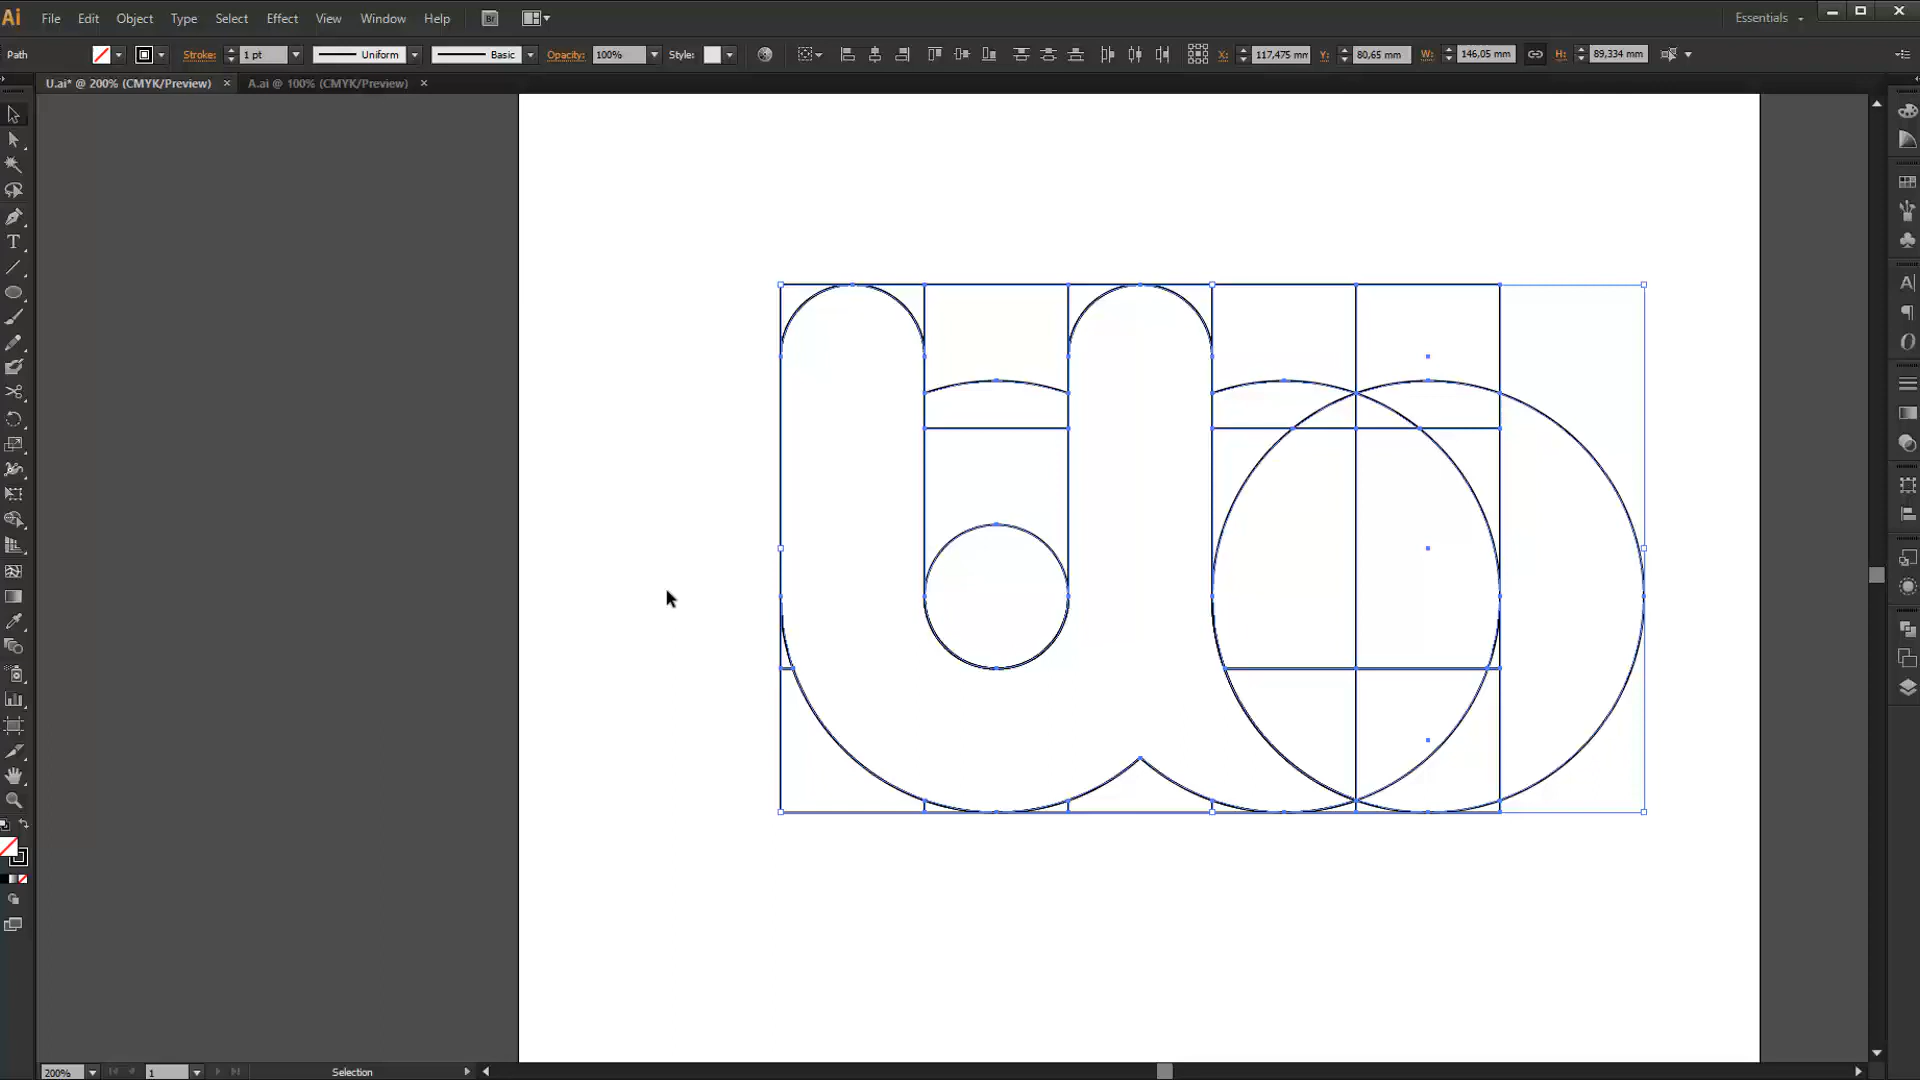 Ai File Edit Object Type Select Effect View Window Help Br Essentials
Path Stroke: 1 pt Uniform Basic Opacity: 100% Style: X: 117,475 mm Y: 80,65 mm W: 146,05 mm H: 89,334 mm
U.ai* @ 200% (CMYK/Preview) × A.ai @ 100% (CMYK/Preview) ×
200% 1 Selection